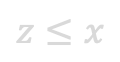 z ≤ x